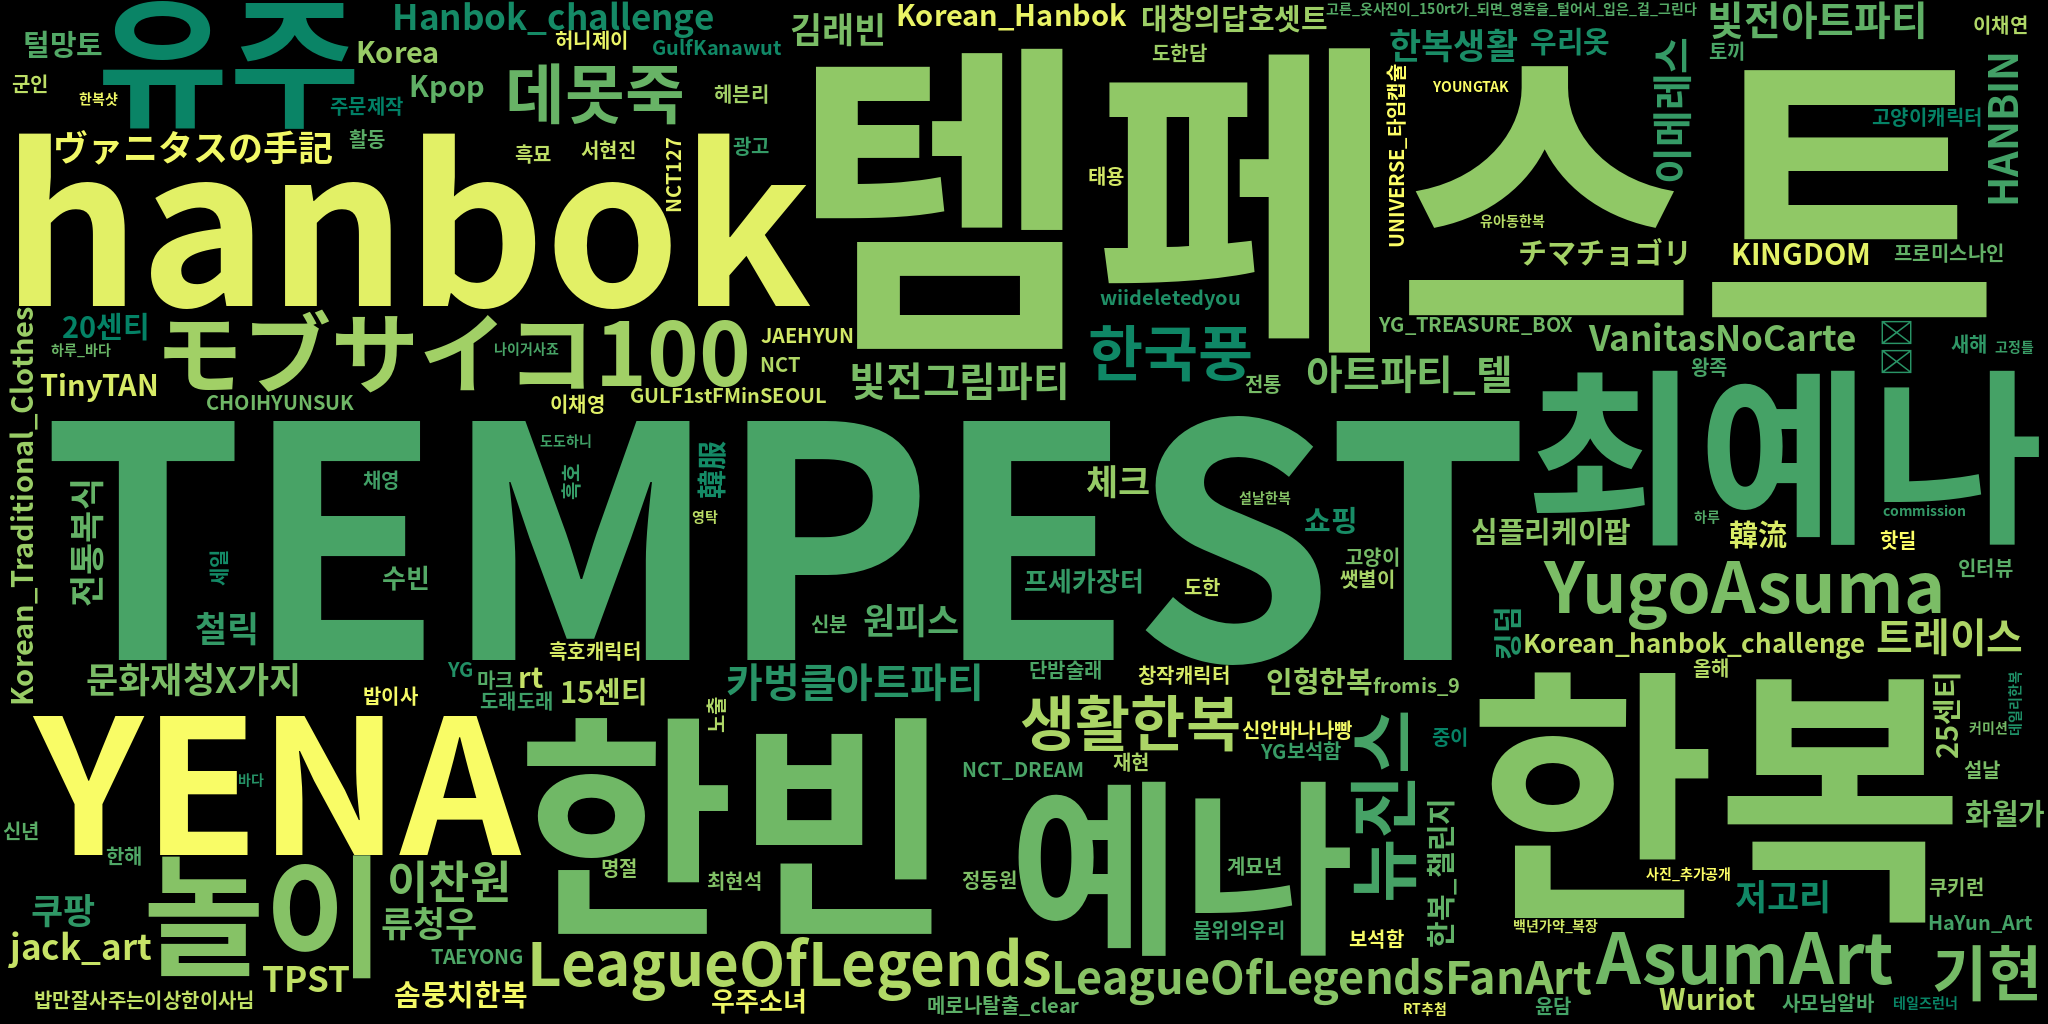 Hanbok_challenge
Korean_Hanbok
대창의답호셋트
고른_옷사진이_150rt가_되면_영혼을_털어서_입은_걸_그린다
빛전아트파티
이채연
털망토
유주
Korea
허니제이
GulfKanawut
김래빈
도한담
한복생활
우리옷
이메레스
토끼
군인
한복샷
Kpop
주문제작
데못죽
헤븐리
템페스트
UNIVERSE_타임캡슐
YOUNGTAK
고양이캐릭터
HANBIN
ヴァニタスの手記
활동
흑묘
서현진
NCT127
광고
태용
유아동한복
hanbok
チマチョゴリ
KINGDOM
프로미스나인
wiideletedyou
Korean_Traditional_Clothes
20센티
하루_바다
モブサイコ100
나이거사죠
JAEHYUN
NCT
한국풍
YG_TREASURE_BOX
VanitasNoCarte
새해
고정틀
TinyTAN
CHOIHYUNSUK
이채영
GULF1stFMinSEOUL
빛전그림파티
전통
아트파티_텔
왕족
TEMPEST
최예나
전통복식
채영
도도하니
흑호
韓服
영탁
체크
설날한복
쇼핑
심플리케이팝
하루
韓流
commission
핫딜
세일
수빈
프세카장터
도한
고양이
쌧별이
YugoAsuma
인터뷰
철릭
신분
원피스
킹덤
Korean_hanbok_challenge
트레이스
문화재청X가지
흑호캐릭터
YG
마크
rt
도래도래
15센티
밥이사
노출
카벙클아트파티
단밤술래
창작캐릭터
인형한복
fromis_9
올해
25센티
데일리한복
커미션
YENA
바다
한빈
생활한복
신안바나나빵
YG보석함
NCT_DREAM
재현
뉴진스
중이
한복
설날
화월가
신년
한해
놀이
이찬원
명절
최현석
정동원
예나
계묘년
한복_챌린지
사진_추가공개
저고리
쿠키런
쿠팡
류청우
물위의우리
보석함
백년가약_복장
HaYun_Art
jack_art
TAEYONG
LeagueOfLegends
LeagueOfLegendsFanArt
AsumArt
기현
TPST
밥만잘사주는이상한이사님
솜뭉치한복
우주소녀
메로나탈출_clear
RT추첨
윤담
Wuriot
사모님알바
테일즈런너